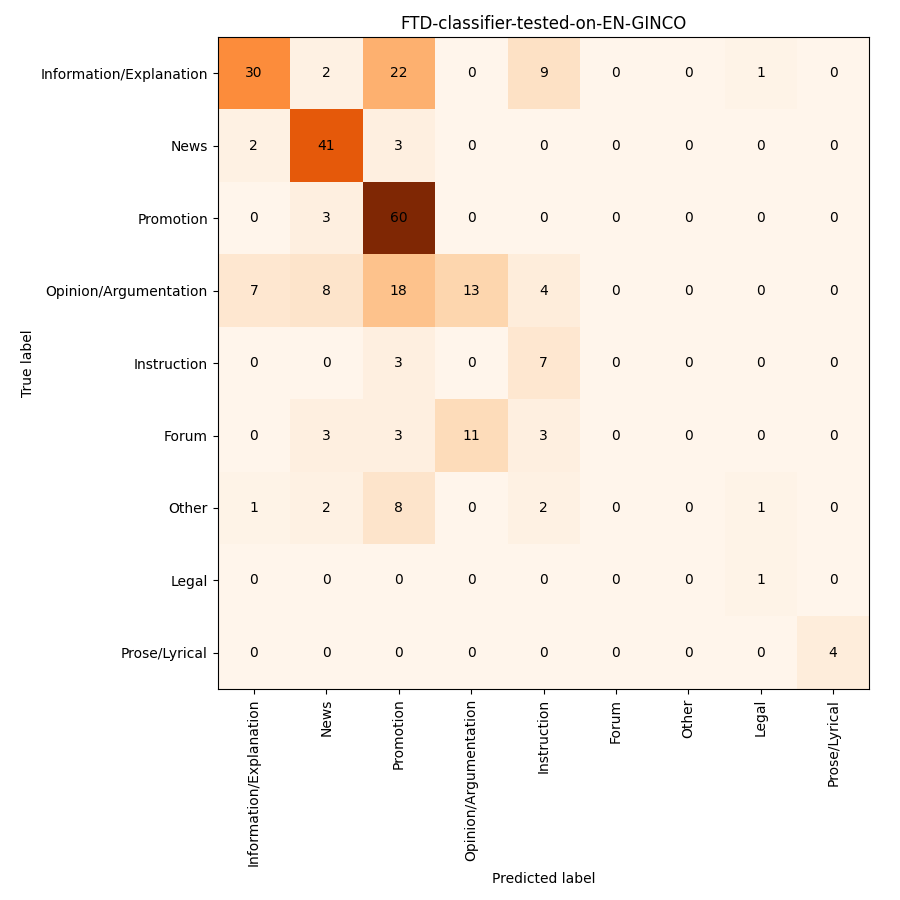 FTD-classifier-tested-on-EN-GINCO
Information/Explanation 30 2 22 0 9 0 0 1 0
News 2 41 3 0 0 0 0 0 0
Promotion 0 3 60 0 0 0 0 0 0
Opinion/Argumentation 7 8 18 13 4 0 0 0 0
Instruction 0 0 3 0 7 0 0 0 0
Forum 0 3 3 11 3 0 0 0 0
Other 1 2 8 0 2 0 0 1 0
Legal 0 0 0 0 0 0 0 1 0
Prose/Lyrical 0 0 0 0 0 0 0 0 4
True label
Information/Explanation
News
Promotion
Opinion/Argumentation
Instruction
Forum
Other
Legal
Prose/Lyrical
Predicted label